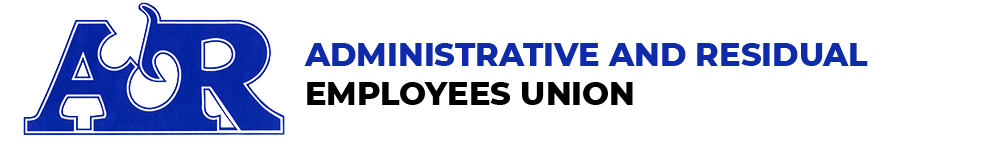 A&R
ADMINISTRATIVE AND RESIDUAL
EMPLOYEES UNION